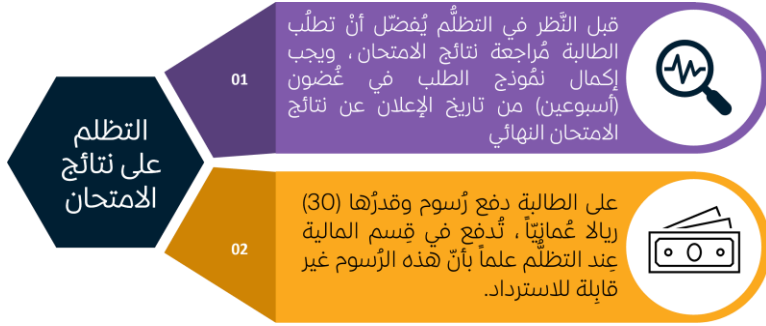 التظلم
على نتائج
الامتحان
01
قبل النَّظر في التظلُّم يُفضّل أنْ تطلُب
الطالبة مُراجعة نتائج الامتحان، ويجب
إكمال نمُوذج الطلب في غُضون
(أسبوعين) من تاريخ الإعلان عن نتائج
الامتحان النهائي
02
على الطالبة دفع رُسوم وقدرُها (30)
ريالا عُمانيّاً، تُدفع في قِسم المالية
عِند التظلُّم علماً بأنّ هذه الرُسوم غير
قابِلة للاسترداد.